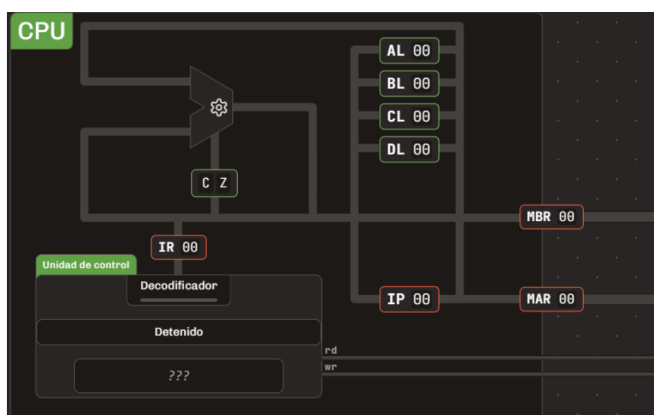 CPU
AL 00
BL 00
CL 00
DL 00
C Z
MBR 00
IR 00
Unidad de control
Decodificador
IP 00
MAR 00
Detenido
rd
wr
???